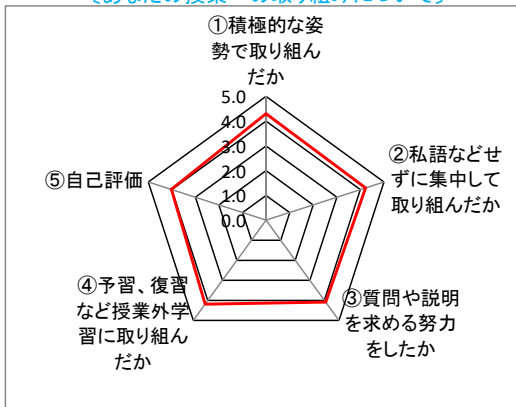 ①積極的な姿
勢で取り組ん
だか
5.0
4.0
3.0
2.0
1.0
0.0
②私語などせ
ずに集中して
取り組んだか
③質問や説明
を求める努力
をしたか
④予習、復習
など授業外学
習に取り組ん
だか
⑤自己評価